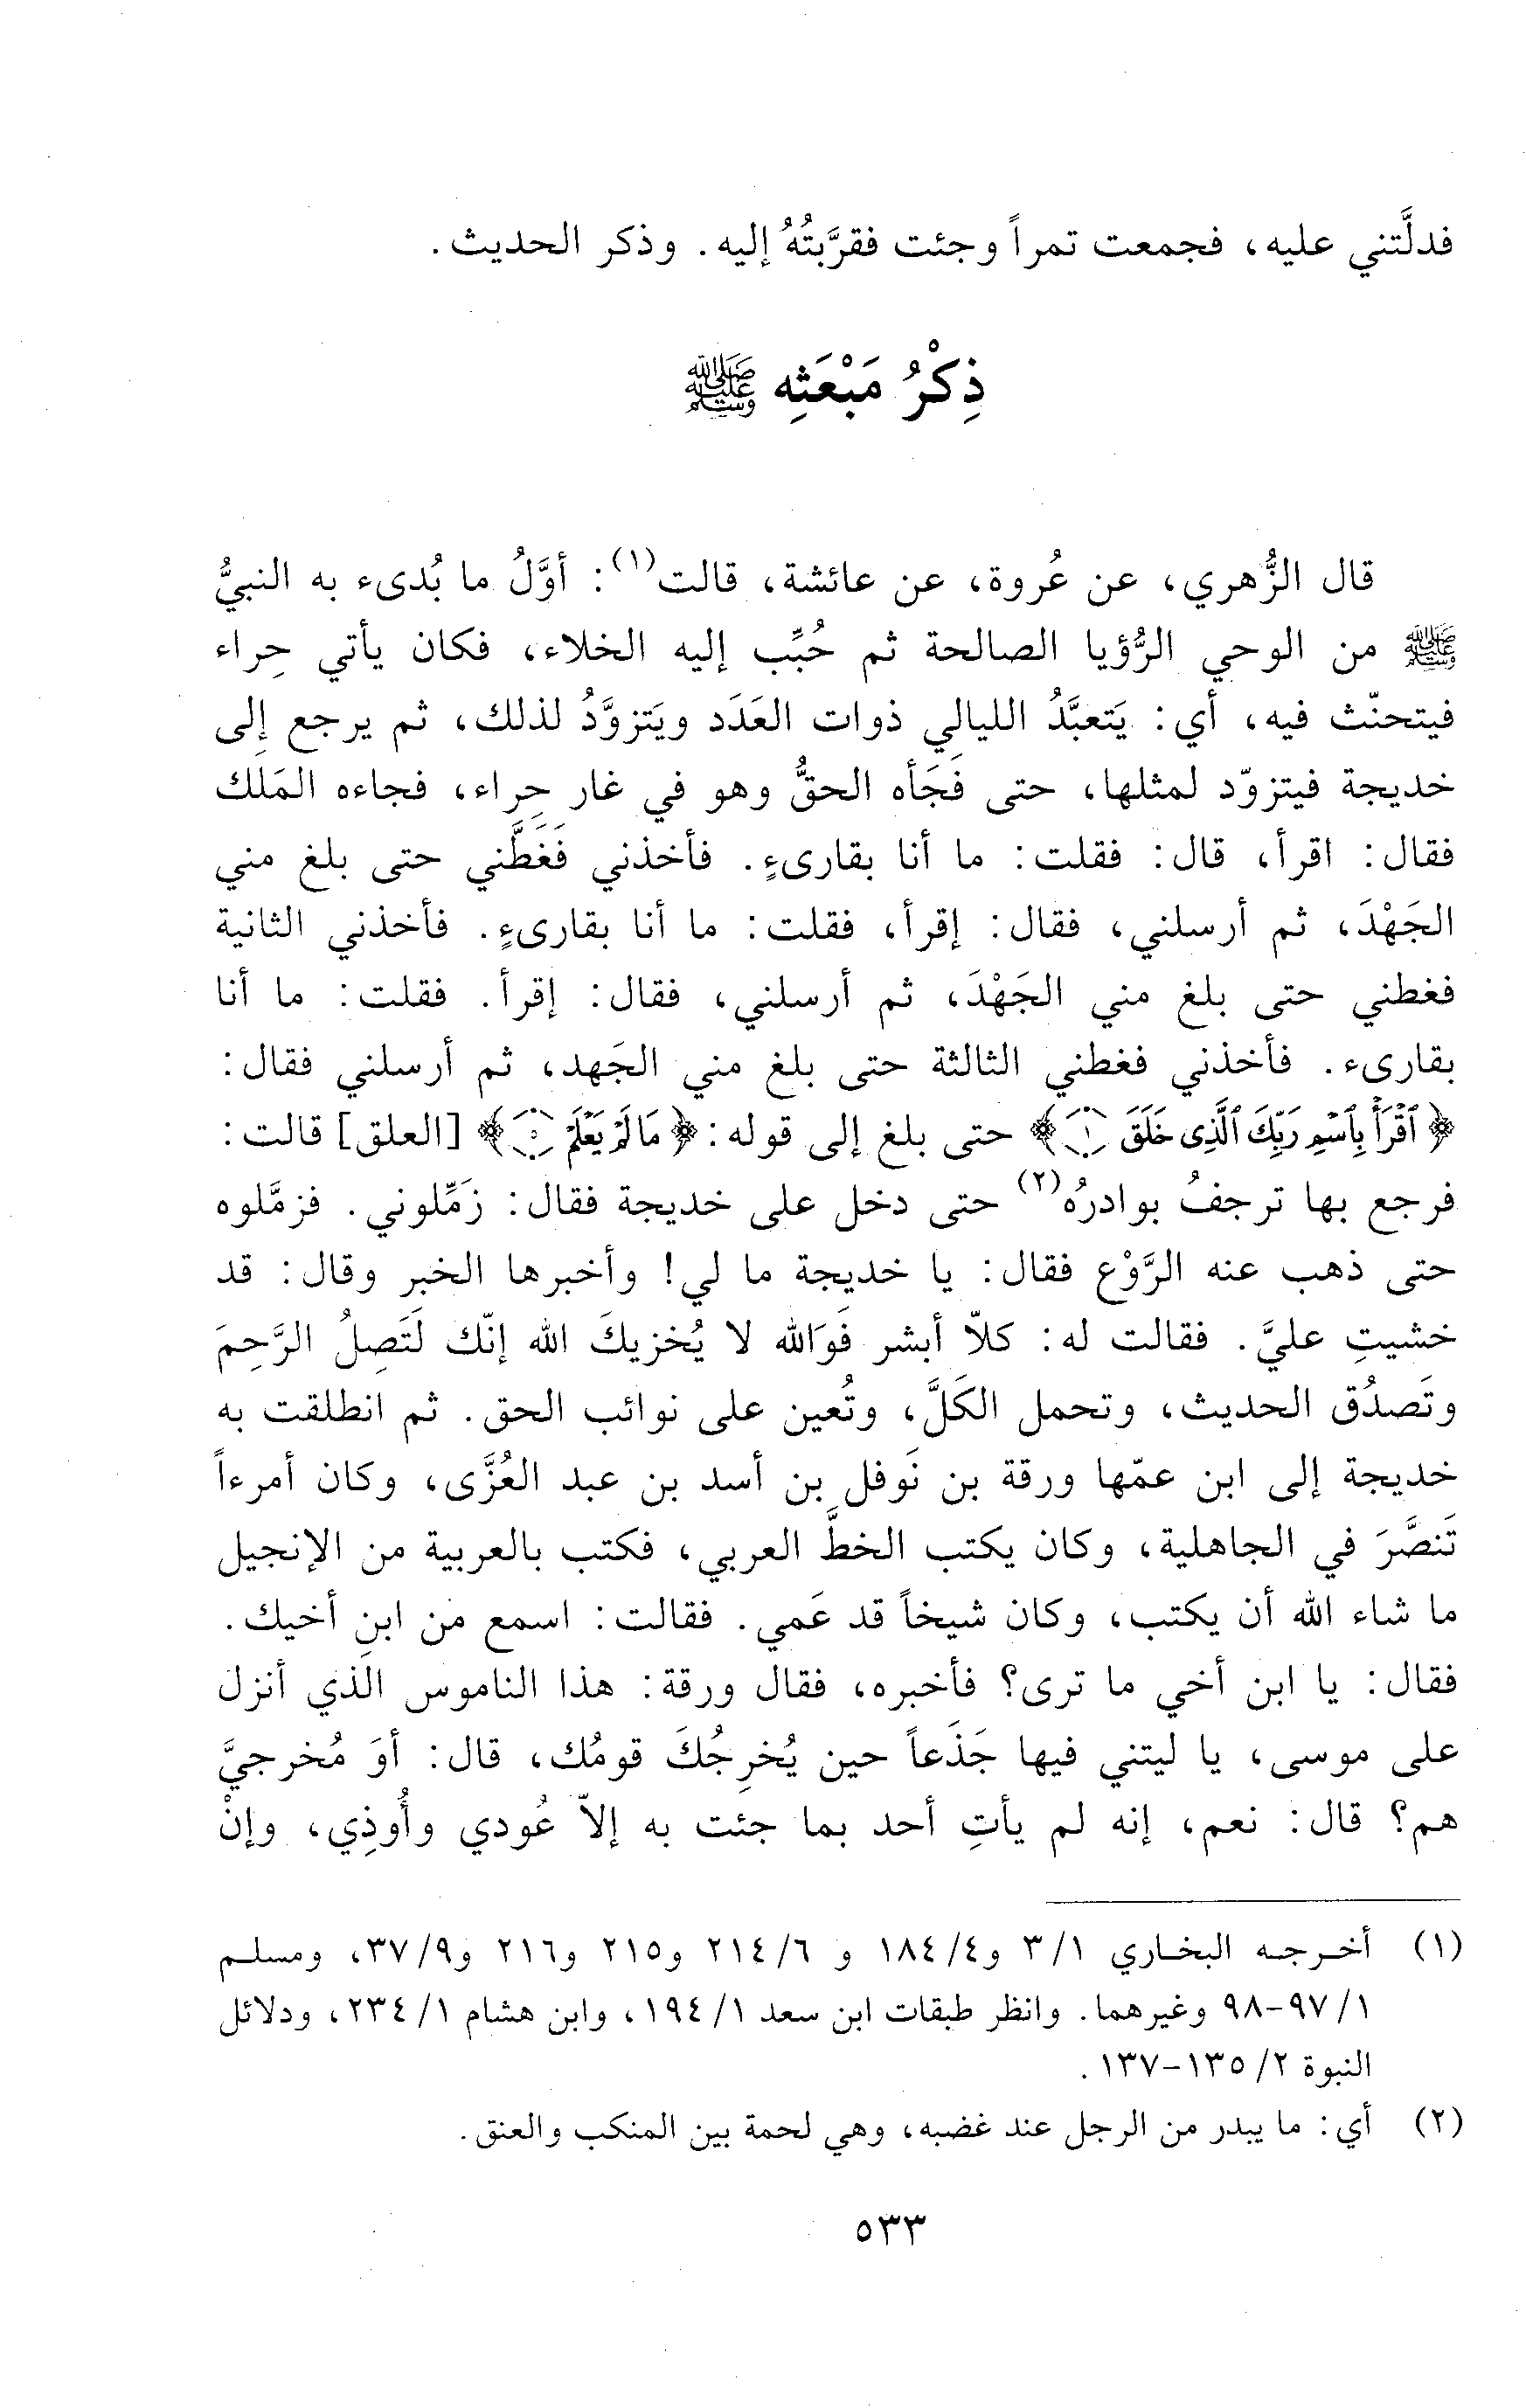 فدلَّتني عليه، فجمعت تمراً وجئت فقرَّبتُهُ إليه. وذكر الحديث.
ذِكْرُ مَبْعَثِه ﷺ
قال الزُّهري، عن عُروة، عن عائشة، قالت(١): أوَّلُ ما بُدىء به النبيُّ
ﷺ من الوحي الرُّؤيا الصالحة ثم حُبِّب إليه الخلاء، فكان يأتي حِراء
فيتحنّث فيه، أي: يَتعبَّدُ الليالي ذوات العَدَد ويَتزوَّدُ لذلك، ثم يرجع إلى
خديجة فيتزوّد لمثلها، حتى فَجَأه الحقُّ وهو في غار حِراء، فجاءه المَلَك
فقال: اقرأ، قال: فقلت: ما أنا بقارىءٍ. فأخذني فَغَطَّني حتى بلغ مني
الجَهْدَ، ثم أرسلني، فقال: إقرأ، فقلت: ما أنا بقارىءٍ. فأخذني الثانية
فغطني حتى بلغ مني الجَهْدَ، ثم أرسلني، فقال: إقرأ. فقلت: ما أنا
بقارىء. فأخذني فغطني الثالثة حتى بلغ مني الجَهد، ثم أرسلني فقال:
﴿ٱقْرَأْ بِٱسْمِ رَبِّكَ ٱلَّذِى خَلَقَ ١﴾ حتى بلغ إلى قوله: ﴿مَا لَمْ يَعْلَمْ ٥﴾ [العلق] قالت:
فرجع بها ترجفُ بوادرُه(٢) حتى دخل على خديجة فقال: زَمِّلوني. فزمَّلوه
حتى ذهب عنه الرَّوْع فقال: يا خديجة ما لي! وأخبرها الخبر وقال: قد
خشيتِ عليَّ. فقالت له: كلاّ أبشر فَوَالله لا يُخزيكَ الله إنّك لَتَصِلُ الرَّحِمَ
وتَصدُق الحديث، وتحمل الكَلَّ، وتُعين على نوائب الحق. ثم انطلقت به
خديجة إلى ابن عمّها ورقة بن نَوفل بن أسد بن عبد العُزَّى، وكان أمرءاً
تَنصَّرَ في الجاهلية، وكان يكتب الخطَّ العربي، فكتب بالعربية من الإنجيل
ما شاء الله أن يكتب، وكان شيخاً قد عَمي. فقالت: اسمع من ابنِ أخيك.
فقال: يا ابن أخي ما ترى؟ فأخبره، فقال ورقة: هذا الناموس الَّذي أنزل
على موسى، يا ليتني فيها جَذَعاً حين يُخرِجُكَ قومُك، قال: أوَ مُخرجيَّ
هم؟ قال: نعم، إنه لم يأتِ أحد بما جئت به إلاّ عُودي وأُوذِي، وإنْ
(١) أخرجه البخاري ١/ ٣ و٤/ ١٨٤ و ٦/ ٢١٤ و٢١٥ و٢١٦ و٩/ ٣٧، ومسلم
١/ ٩٧-٩٨ وغيرهما. وانظر طبقات ابن سعد ١/ ١٩٤، وابن هشام ١/ ٢٣٤، ودلائل
النبوة ٢/ ١٣٥-١٣٧.
(٢) أي: ما يبدر من الرجل عند غضبه، وهي لحمة بين المنكب والعنق.
٥٣٣